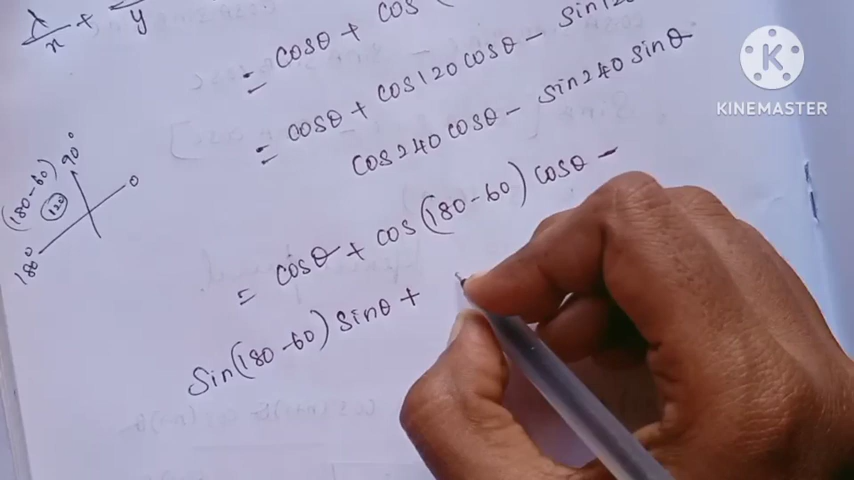 λ/x + /y
= cosθ + cos(
= cosθ + cos120 cosθ - sin120
cos240 cosθ - sin240 sinθ
= cosθ + cos(180-60) cosθ -
sin(180-60) sinθ +
90°
(180-60)
120
0
180°
KINEMASTER